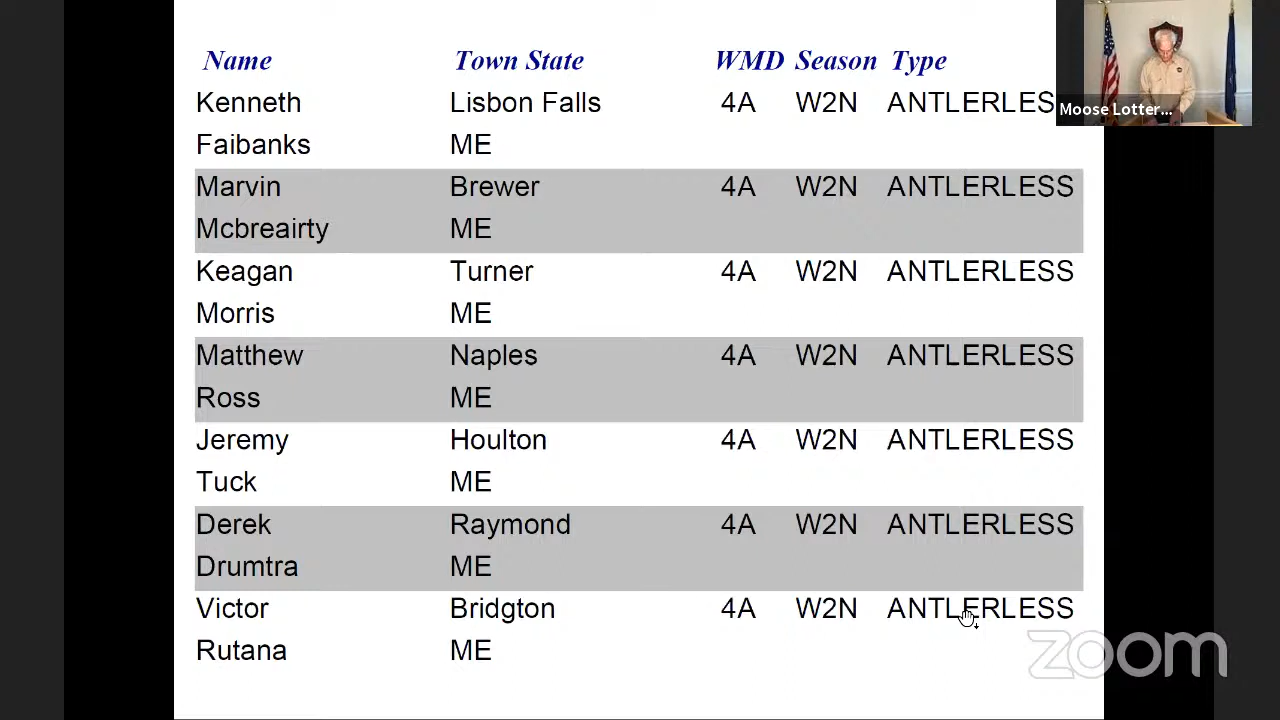 Name Town State WMD Season Type
Kenneth Lisbon Falls 4A W2N ANTLERLES
Faibanks ME
Marvin Brewer 4A W2N ANTLERLESS
Mcbreairty ME
Keagan Turner 4A W2N ANTLERLESS
Morris ME
Matthew Naples 4A W2N ANTLERLESS
Ross ME
Jeremy Houlton 4A W2N ANTLERLESS
Tuck ME
Derek Raymond 4A W2N ANTLERLESS
Drumtra ME
Victor Bridgton 4A W2N ANTLERLESS
Rutana ME
Moose Lotter...
zoom